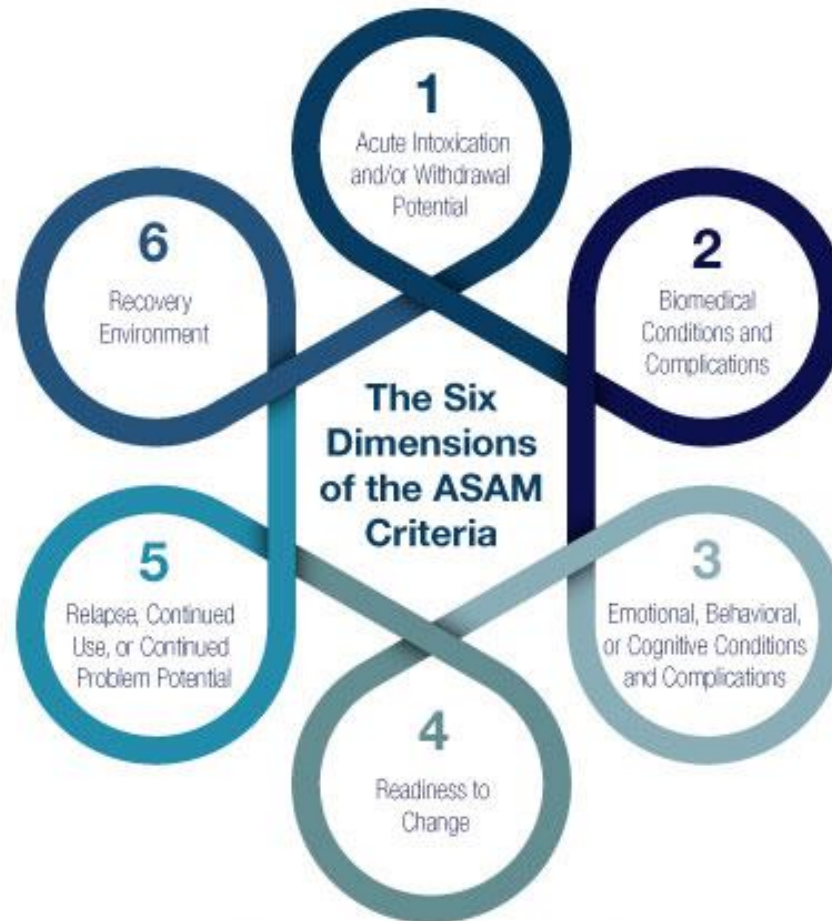 The Six
Dimensions
of the ASAM
Criteria
1
Acute Intoxication
and/or Withdrawal
Potential
2
Biomedical
Conditions and
Complications
3
Emotional, Behavioral,
or Cognitive Conditions
and Complications
4
Readiness to
Change
5
Relapse, Continued
Use, or Continued
Problem Potential
6
Recovery
Environment